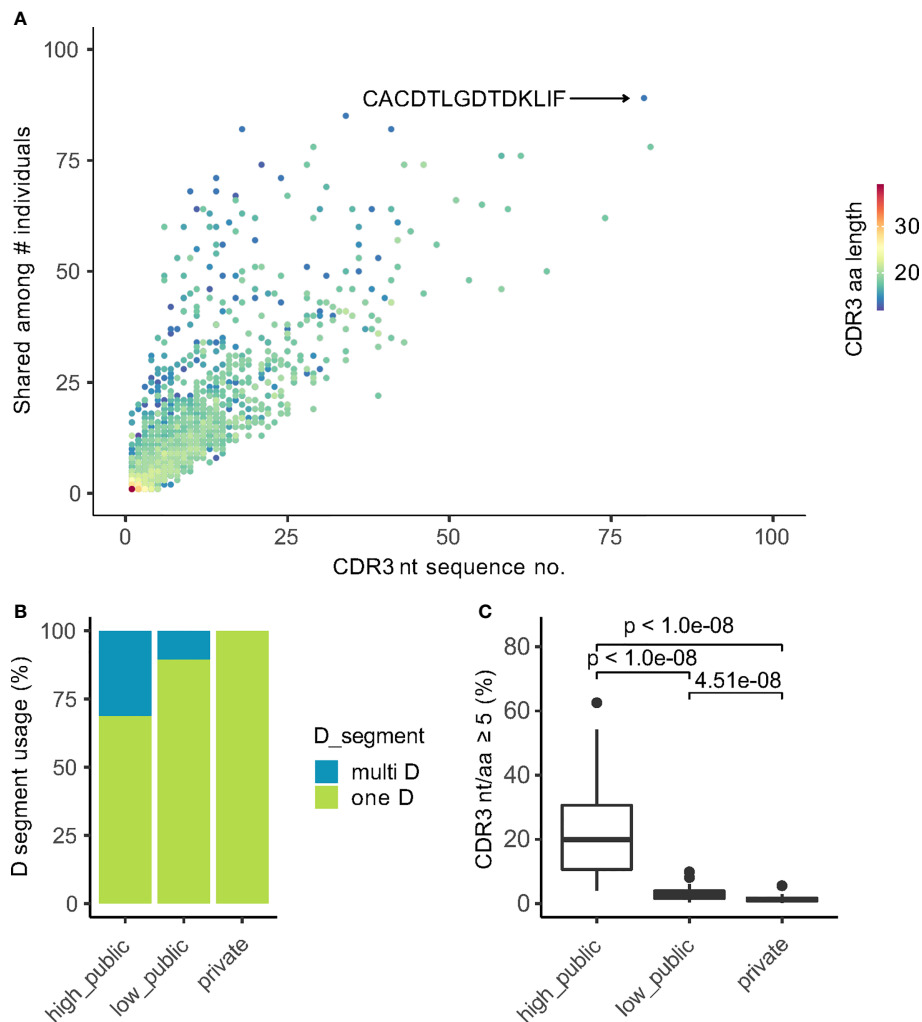 A
100
75
50
25
0
Shared among # individuals
CACDTLGDTDKLIF
0 25 50 75 100
CDR3 nt sequence no.
CDR3 aa length
30
20
B
100
75
50
25
0
D segment usage (%)
high_public
low_public
private
D_segment
multi D
one D
C
80
60
40
20
0
CDR3 nt/aa ≥ 5 (%)
p < 1.0e-08
p < 1.0e-08
4.51e-08
high_public
low_public
private